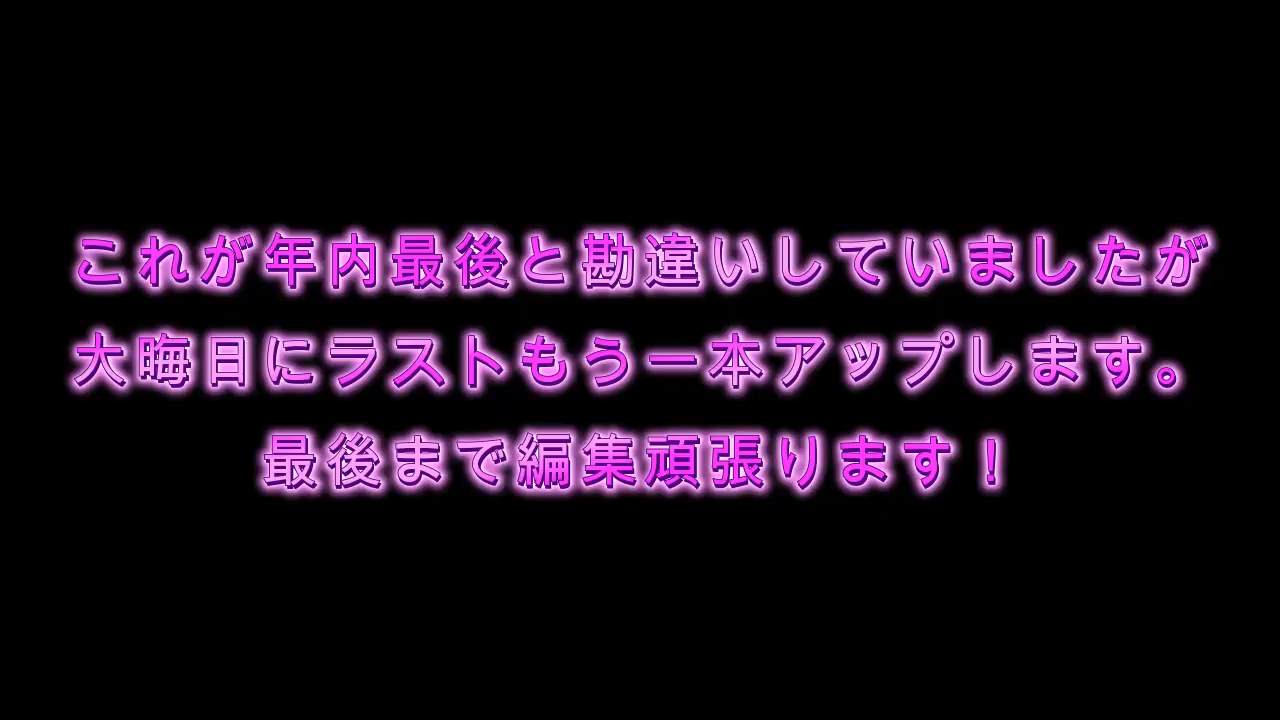 これが年内最後と勘違いしていましたが
大晦日にラストもう一本アップします。
最後まで編集頑張ります！